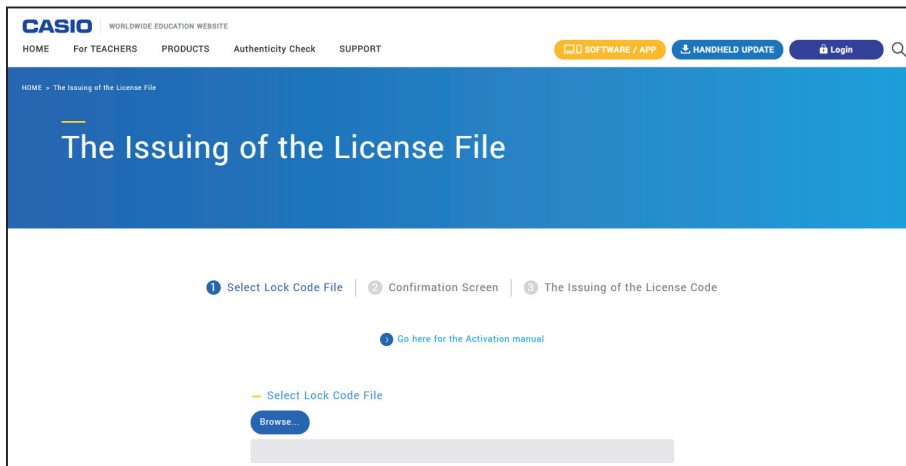 CASIO WORLDWIDE EDUCATION WEBSITE
HOME For TEACHERS PRODUCTS Authenticity Check SUPPORT SOFTWARE / APP HANDHELD UPDATE Login
HOME > The Issuing of the License File
The Issuing of the License File
1 Select Lock Code File 2 Confirmation Screen 3 The Issuing of the License Code
Go here for the Activation manual
Select Lock Code File
Browse...